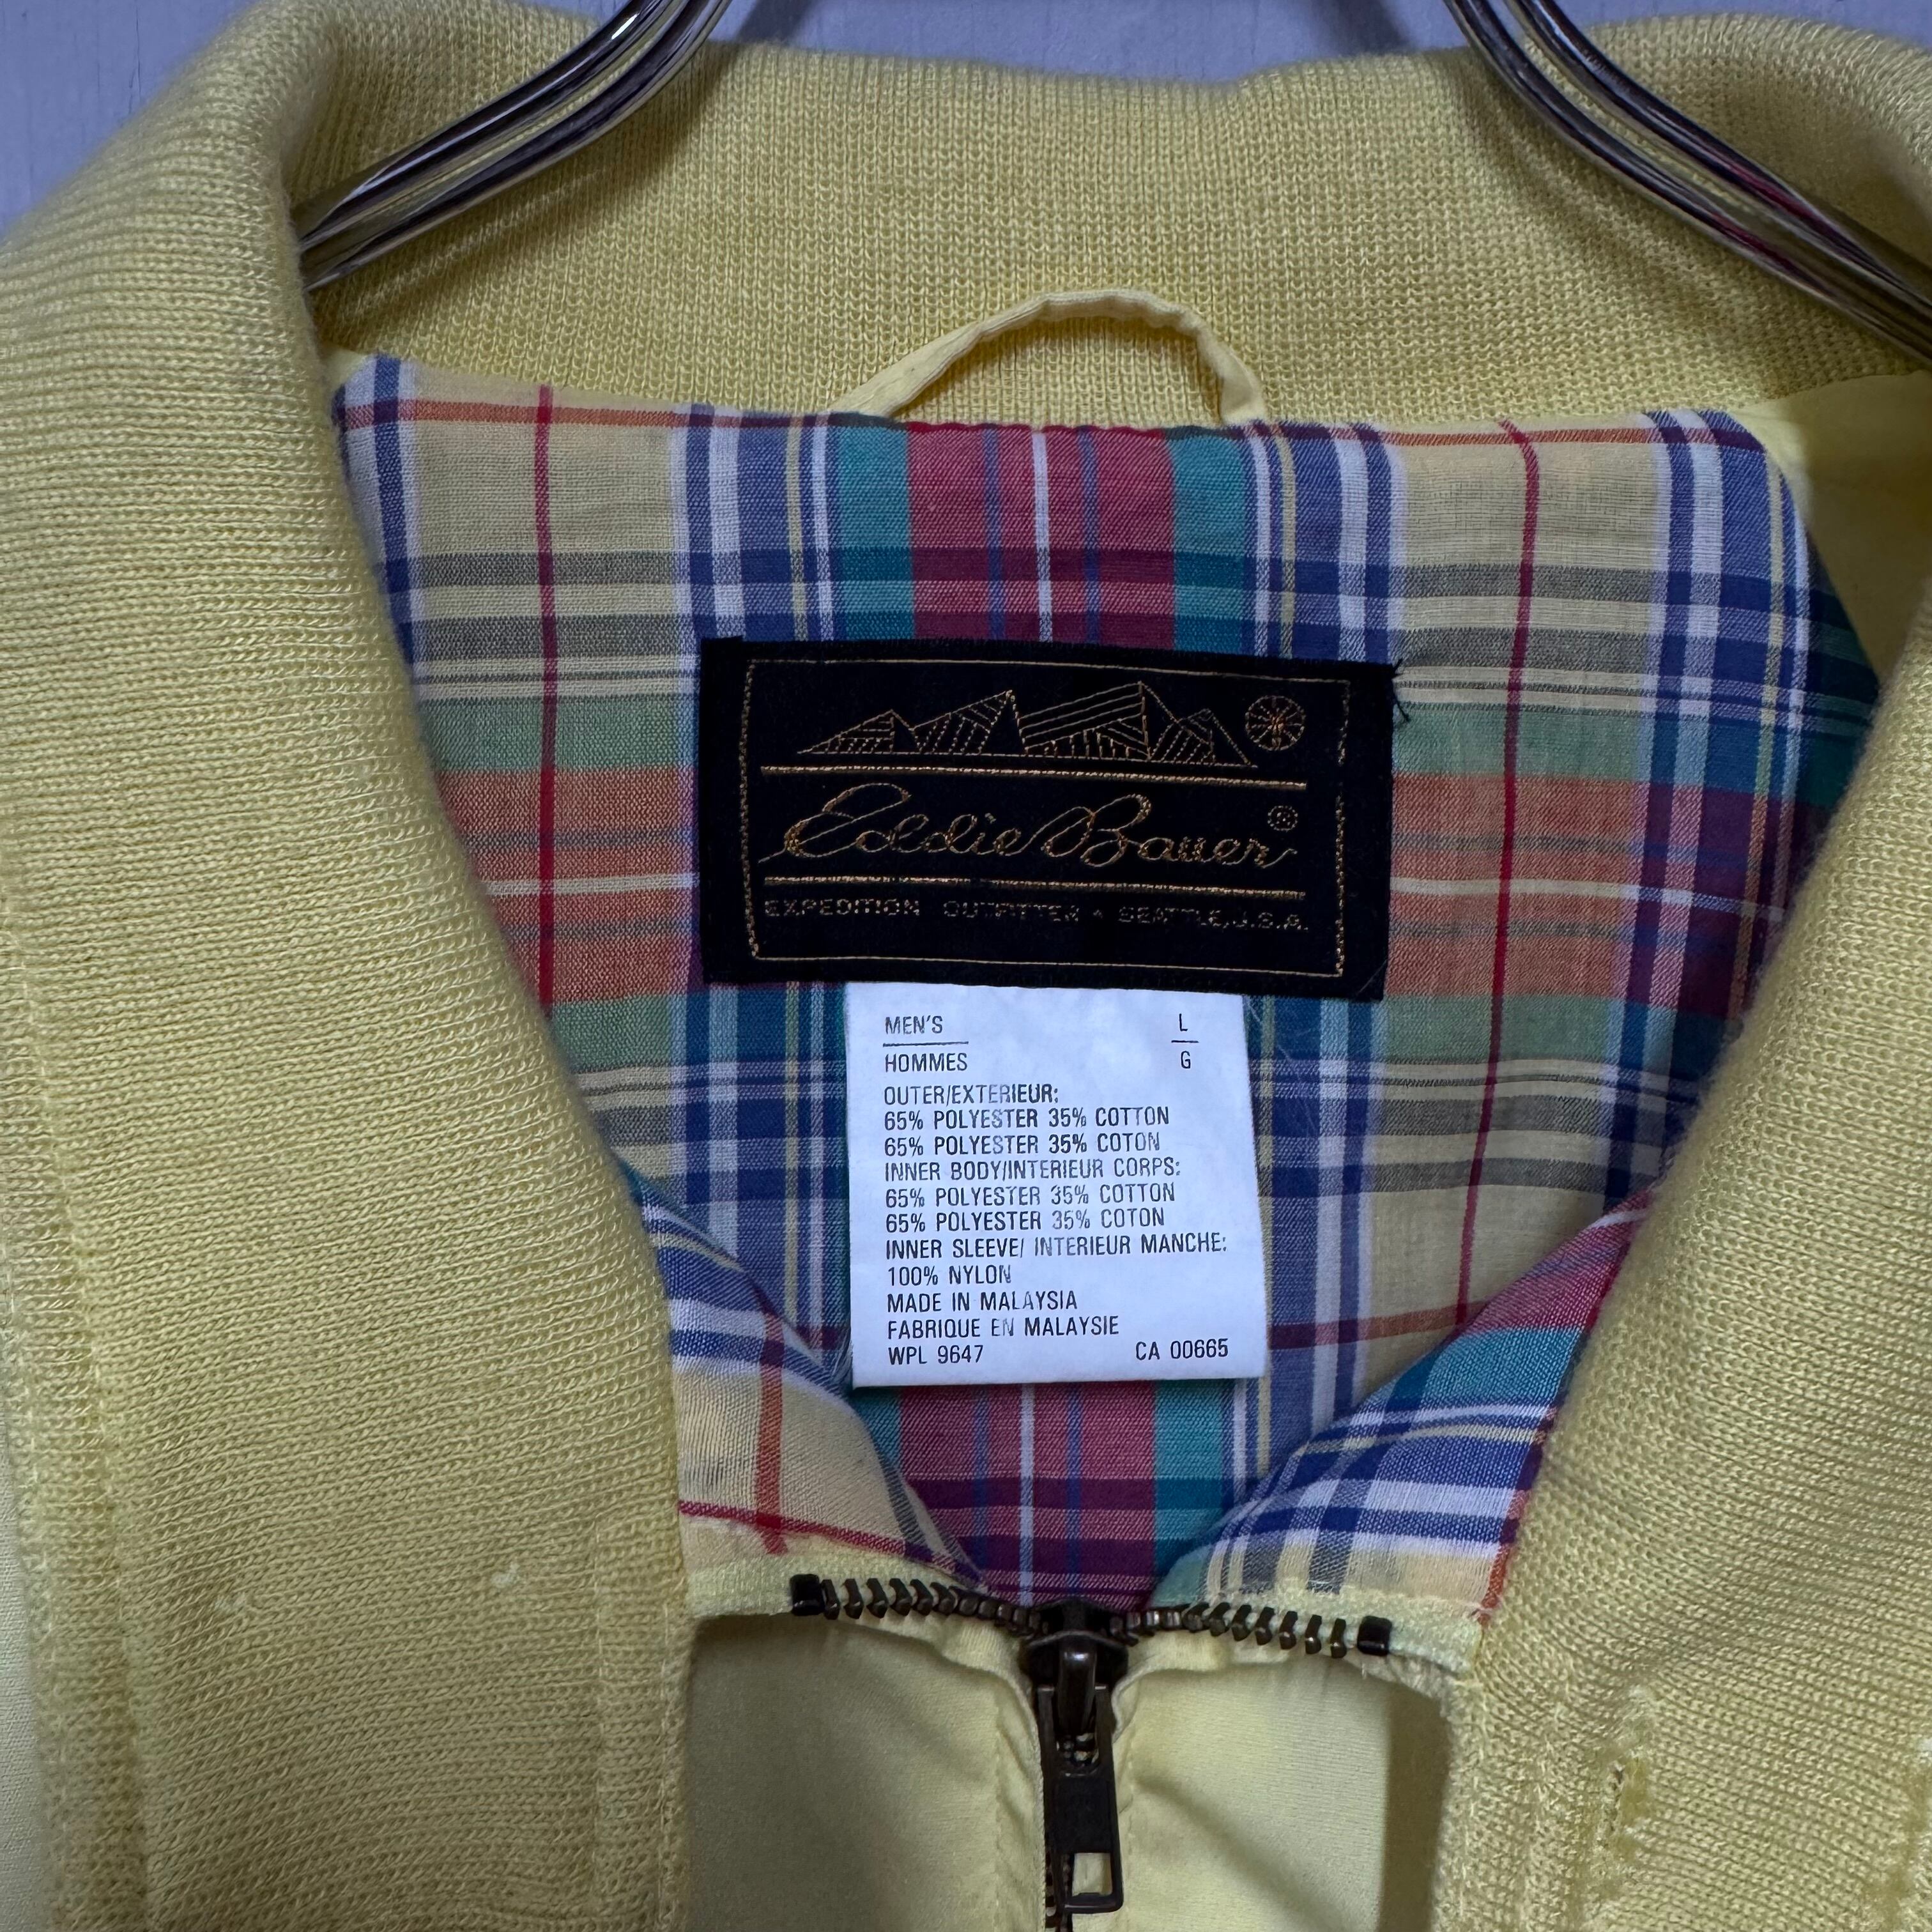 Eddie Bauer®
EXPEDITION OUTFITTER • SEATTLE, U.S.A.
MEN'S L
HOMMES G
OUTER/EXTERIEUR:
65% POLYESTER 35% COTTON
65% POLYESTER 35% COTON
INNER BODY/INTERIEUR CORPS:
65% POLYESTER 35% COTTON
65% POLYESTER 35% COTON
INNER SLEEVE/ INTERIEUR MANCHE:
100% NYLON
MADE IN MALAYSIA
FABRIQUE EN MALAYSIE
WPL 9647 CA 00665